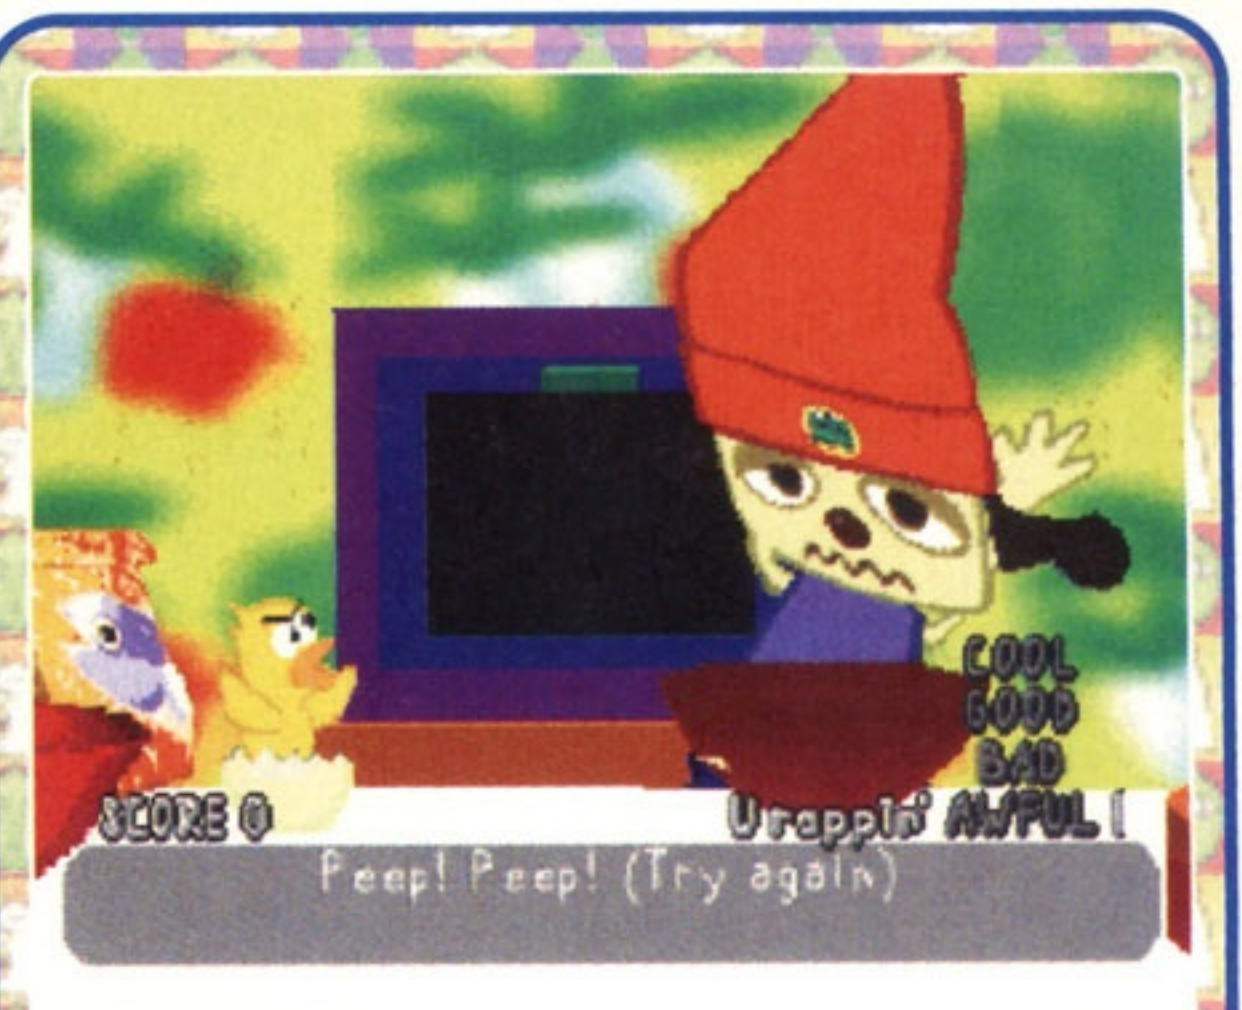 COOL
GOOD
BAD
SCORE 0
U rappin' AWFUL
Peep! Peep! (Try again)